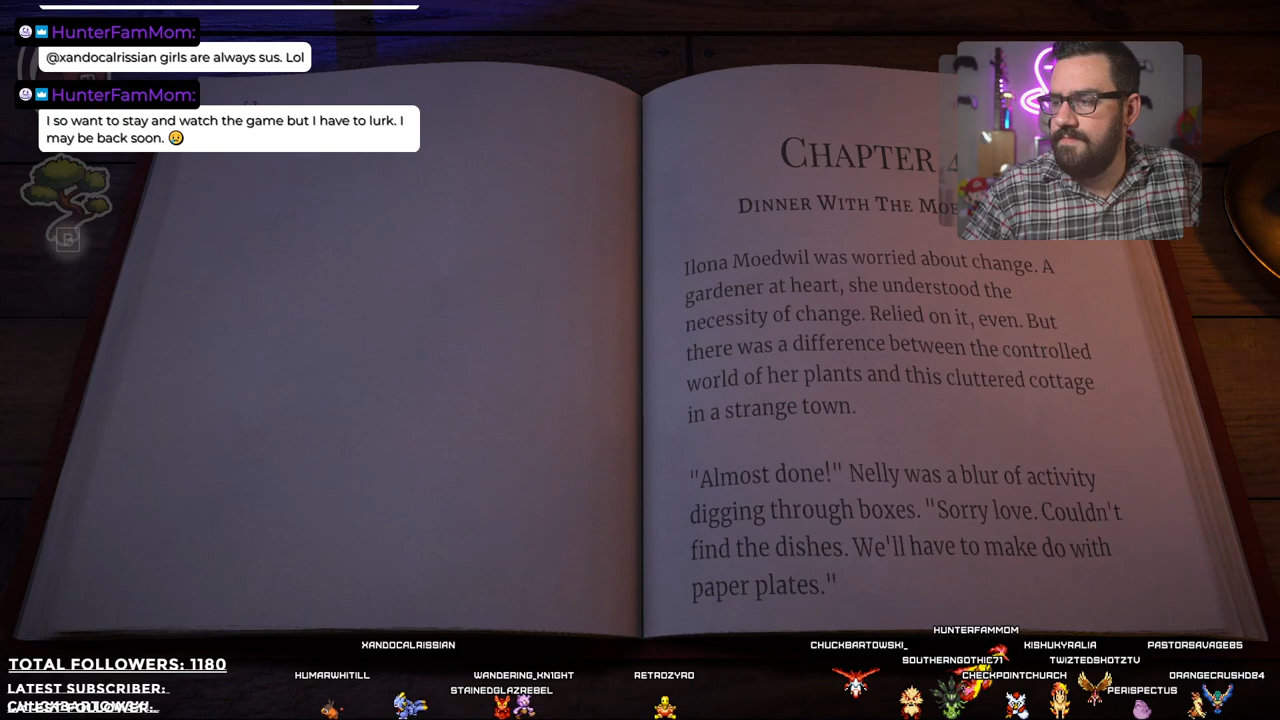 HunterFamMom:
@xandocalrissian girls are always sus. Lol
HunterFamMom:
I so want to stay and watch the game but I have to lurk. I
may be back soon. 😥
B
CHAPTER
DINNER WITH THE
Ilona Moedwil was worried about change. A
gardener at heart, she understood the
necessity of change. Relied on it, even. But
there was a difference between the controlled
world of her plants and this cluttered cottage
in a strange town.
"Almost done!" Nelly was a blur of activity
digging through boxes. "Sorry love. Couldn't
find the dishes. We'll have to make do with
paper plates."
HUNTERFAMMOM
XANDOCALRISSIAN
CHUCKBARTOWSKI_
KISHUKYRALIA
PASTORSAVAGE85
SOUTHERNGOTHIC71
TWIZTEDSHOTZTV
TOTAL FOLLOWERS: 1180
HUMARWHITILL
WANDERING_KN1GHT
RETROZYRO
CHECKPOINTCHURCH
ORANGECRUSHD84
STAINEDGLAZREBEL
PERISPECTUS
LATEST SUBSCRIBER: